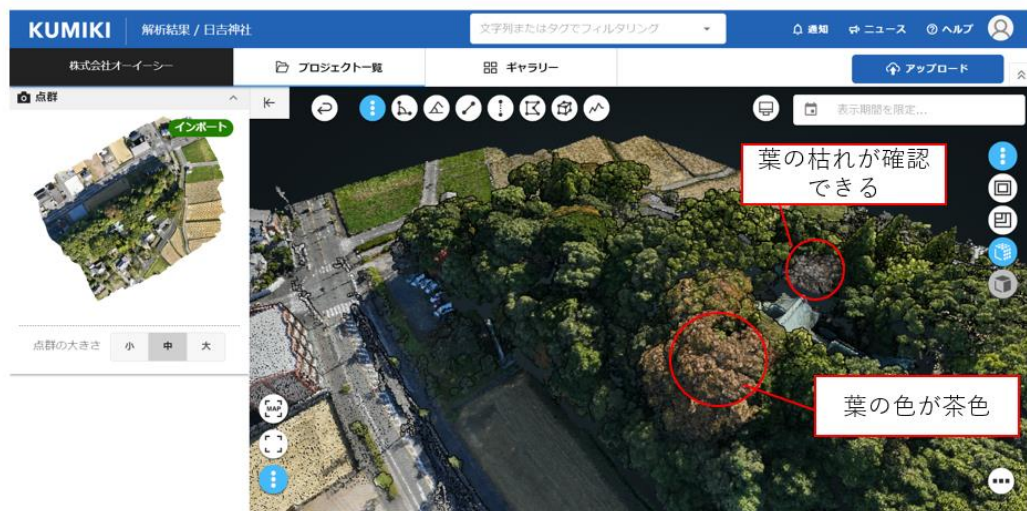 KUMIKI
解析結果 / 日吉神社
文字列またはタグでフィルタリング
通知
ニュース
ヘルプ
株式会社オーイーシー
プロジェクト一覧
ギャラリー
アップロード
点群
表示期間を限定...
インポート
葉の枯れが確認
できる
点群の大きさ
小
中
大
葉の色が茶色
MAP